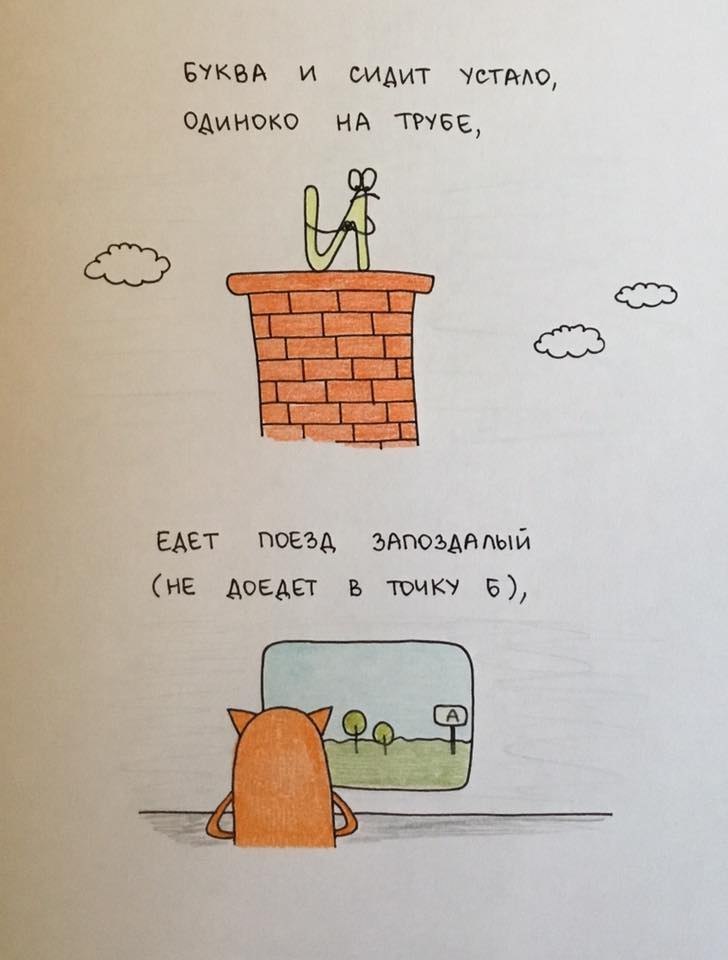 БУКВА И СИДИТ УСТАЛО,
ОДИНОКО НА ТРУБЕ,
ЕДЕТ ПОЕЗД ЗАПОЗДАЛЫЙ
(НЕ ДОЕДЕТ В ТОЧКУ Б),
А